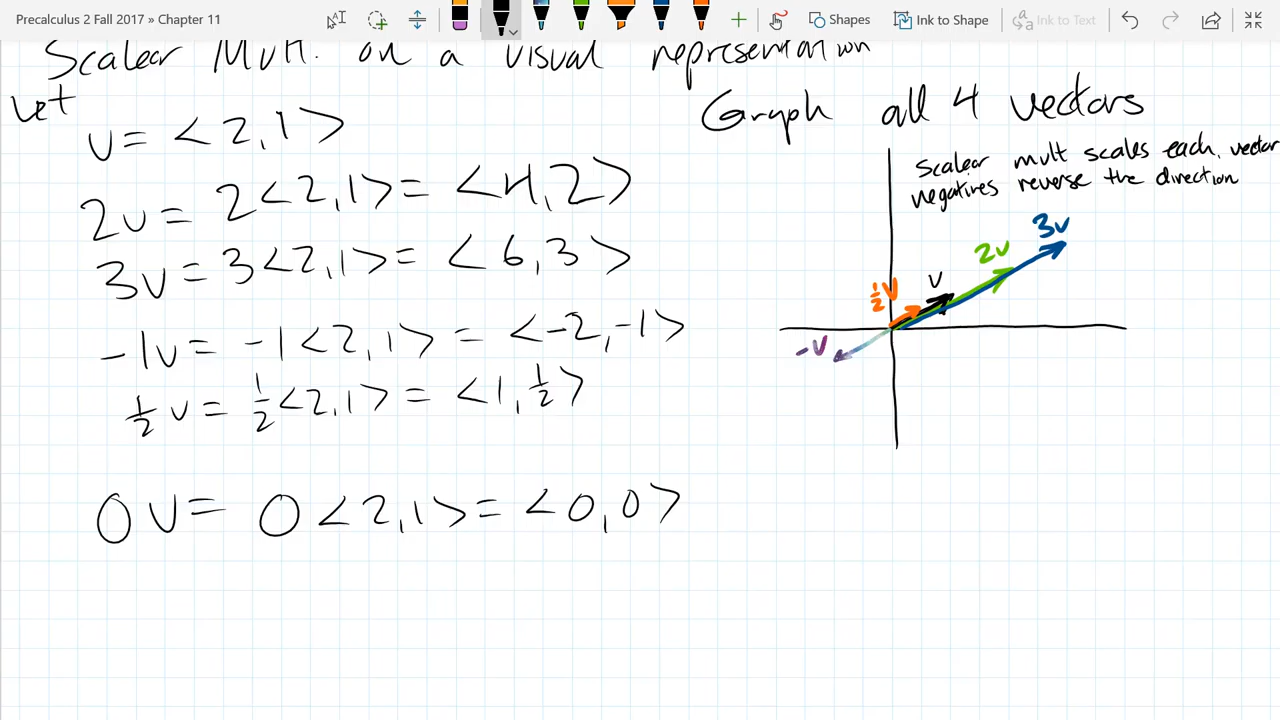 Precalculus 2 Fall 2017 » Chapter 11
Shapes
Ink to Shape
Ink to Text
Scalear Mult. on a visual representation
let
v = <2,1>
2v = 2<2,1> = <4,2>
3v = 3<2,1> = <6,3>
-1v = -1<2,1> = <-2,-1>
½v = ½<2,1> = <1,½>
0v = 0<2,1> = <0,0>
Graph all 4 vectors
Scalear mult scales each vector
negatives reverse the direction
3v
2v
v
½v
-v